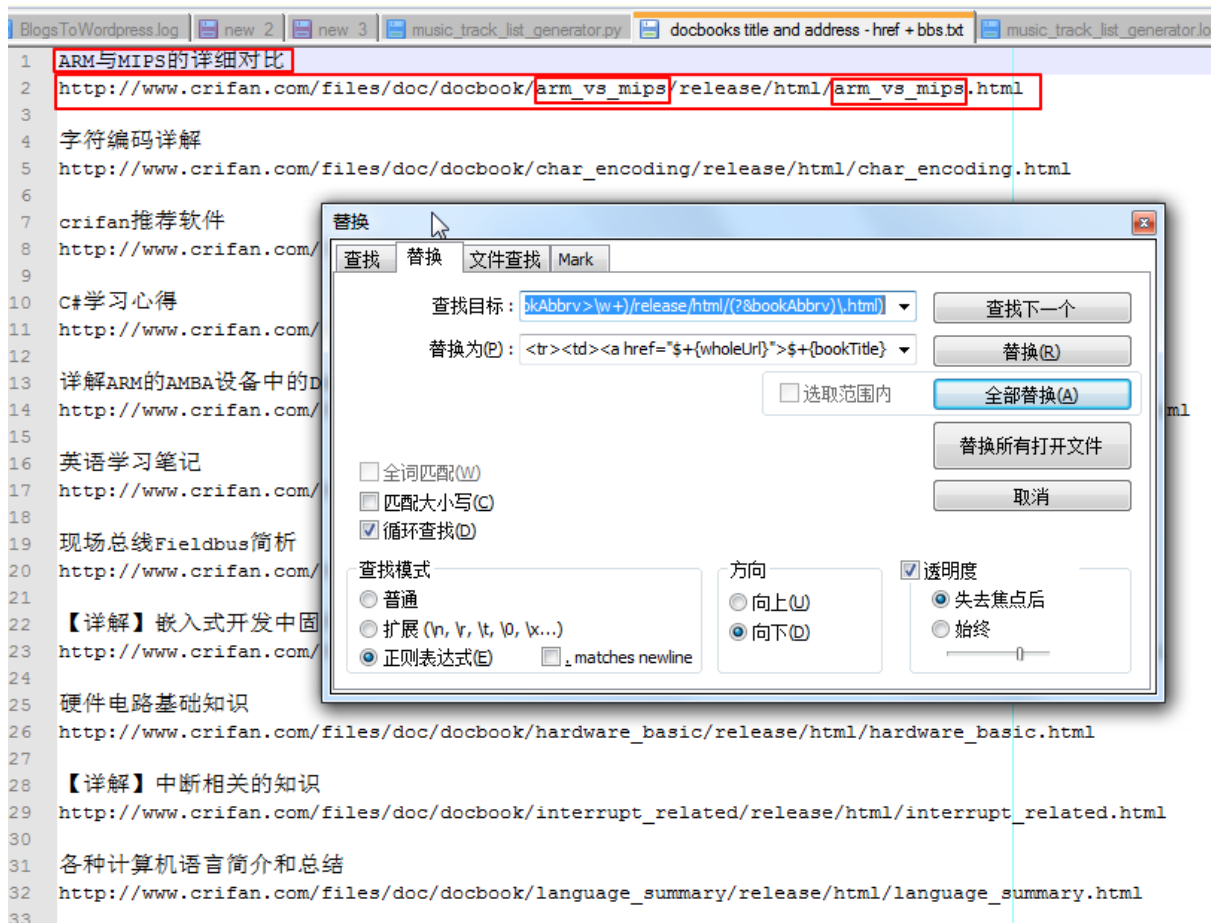 BlogsToWordpress.log new 2 new 3 music_track_list_generator.py docbooks title and address - href + bbs.txt music_track_list_generator.lo
1 ARM与MIPS的详细对比
2 http://www.crifan.com/files/doc/docbook/arm_vs_mips/release/html/arm_vs_mips.html
3
4 字符编码详解
5 http://www.crifan.com/files/doc/docbook/char_encoding/release/html/char_encoding.html
6
7 crifan推荐软件
8 http://www.crifan.com/
9
10 C#学习心得
11 http://www.crifan.com/
12
13 详解ARM的AMBA设备中的D
14 http://www.crifan.com/ ml
15
16 英语学习笔记
17 http://www.crifan.com/
18
19 现场总线Fieldbus简析
20 http://www.crifan.com/
21
22 【详解】嵌入式开发中固
23 http://www.crifan.com/
24
25 硬件电路基础知识
26 http://www.crifan.com/files/doc/docbook/hardware_basic/release/html/hardware_basic.html
27
28 【详解】中断相关的知识
29 http://www.crifan.com/files/doc/docbook/interrupt_related/release/html/interrupt_related.html
30
31 各种计算机语言简介和总结
32 http://www.crifan.com/files/doc/docbook/language_summary/release/html/language_summary.html
33
替换
查找 替换 文件查找 Mark
查找目标： okAbbrv>\w+)/release/html/(?&bookAbbrv)\.html) 查找下一个
替换为(P)： <tr><td><a href="$+{wholeUrl}">$+{bookTitle} 替换(R)
选取范围内 全部替换(A)
替换所有打开文件
全词匹配(W)
匹配大小写(C) 取消
循环查找(D)
查找模式 方向 透明度
普通 向上(U) 失去焦点后
扩展 (\n, \r, \t, \0, \x...) 向下(D) 始终
正则表达式(E) . matches newline